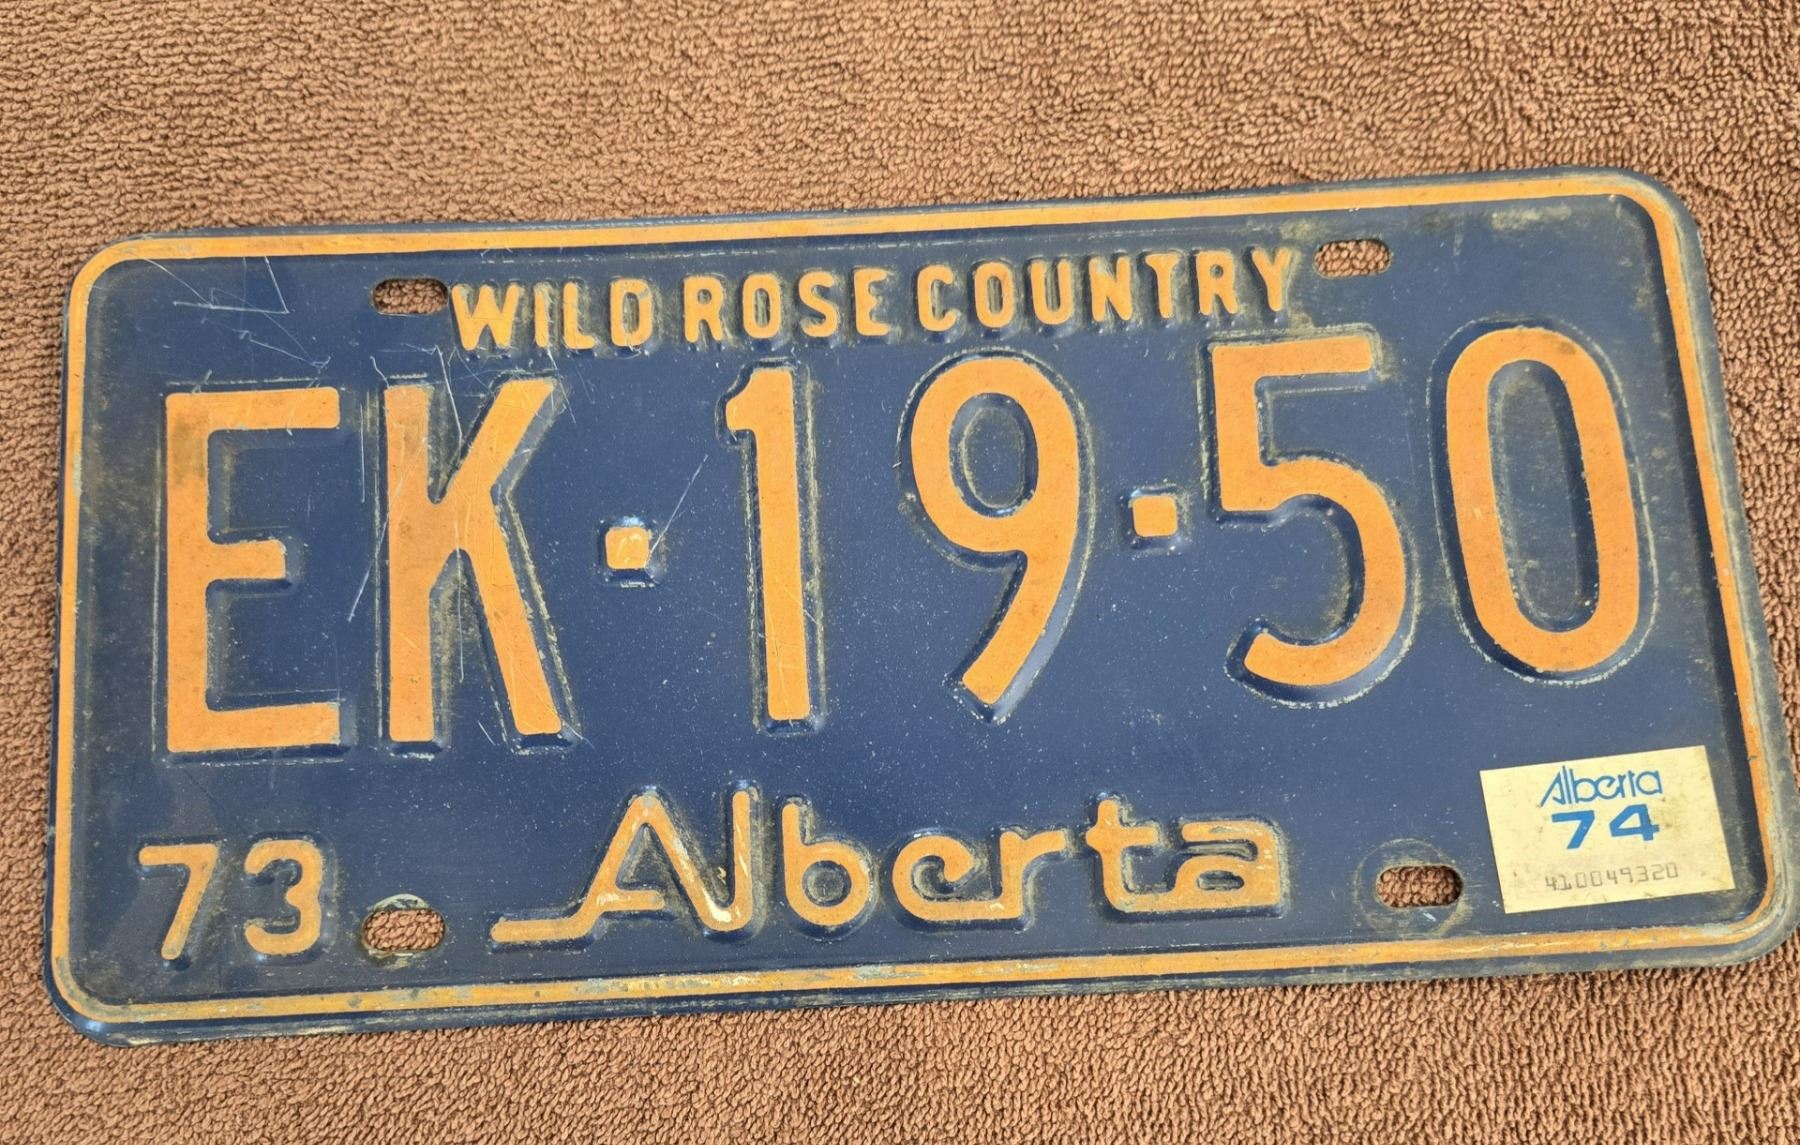 WILD ROSE COUNTRY
EK·19·50
73 Alberta
Alberta
74
410049320